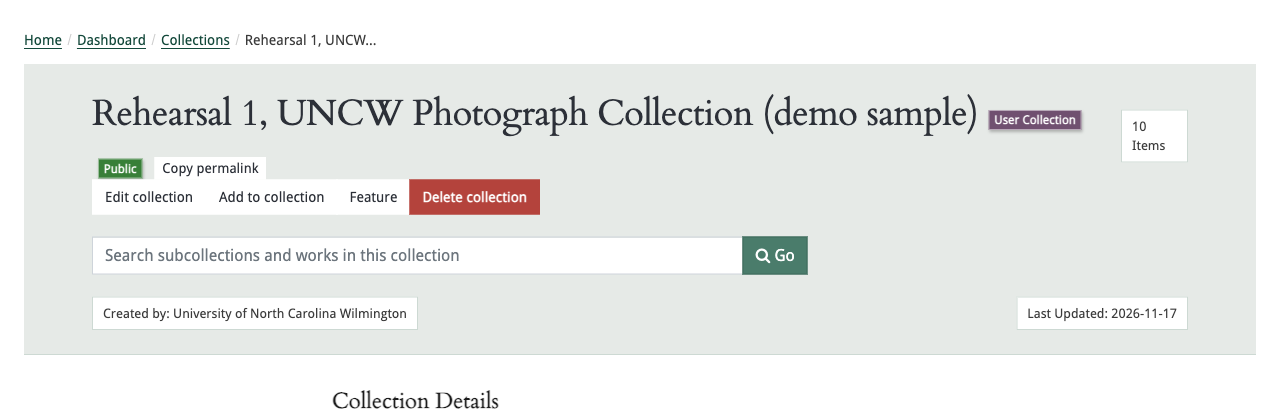 Home / Dashboard / Collections / Rehearsal 1, UNCW...
Rehearsal 1, UNCW Photograph Collection (demo sample) User Collection
10
Items
Public Copy permalink
Edit collection Add to collection Feature Delete collection
Search subcollections and works in this collection Go
Created by: University of North Carolina Wilmington Last Updated: 2026-11-17
Collection Details